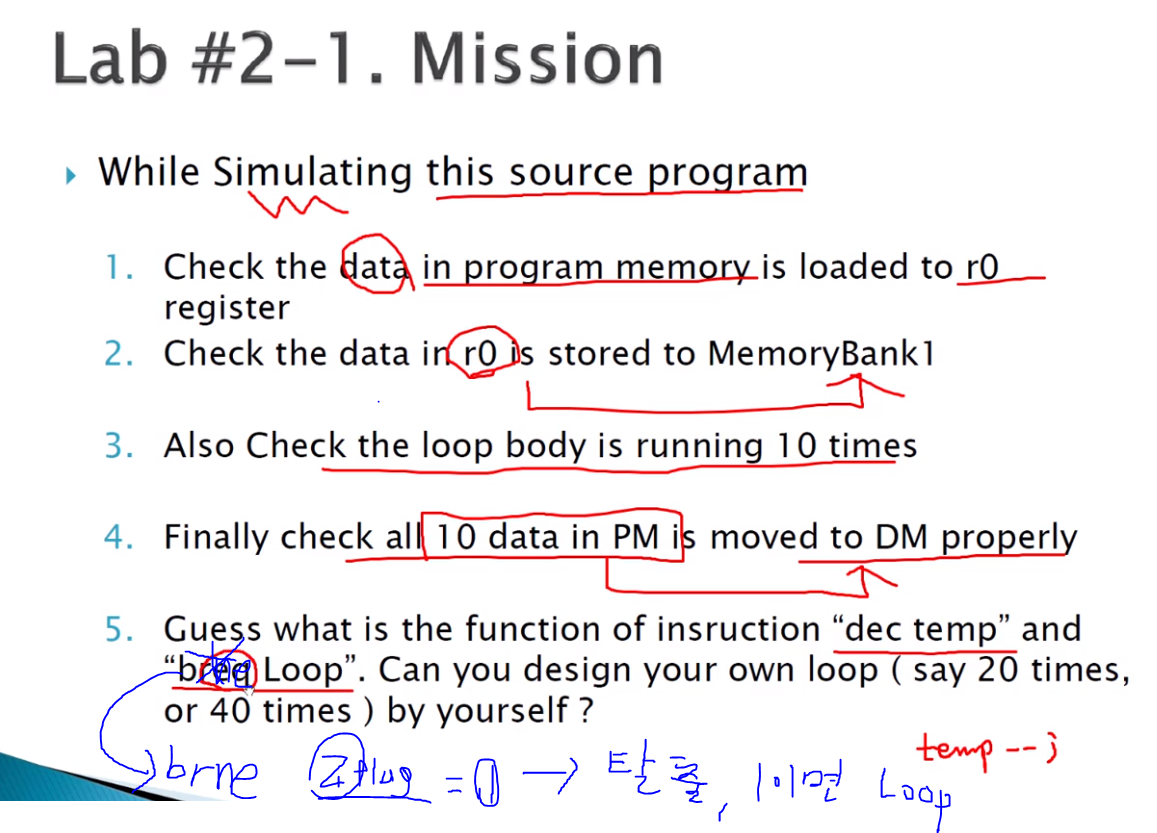 Lab #2-1. Mission
While Simulating this source program
1. Check the data in program memory is loaded to r0
register
2. Check the data in r0 is stored to MemoryBank1
3. Also Check the loop body is running 10 times
4. Finally check all 10 data in PM is moved to DM properly
5. Guess what is the function of insruction “dec temp” and
“breq Loop”. Can you design your own loop ( say 20 times,
or 40 times ) by yourself ?
temp --;
brne Z flag = 0 → 탈출, 1이면 Loop